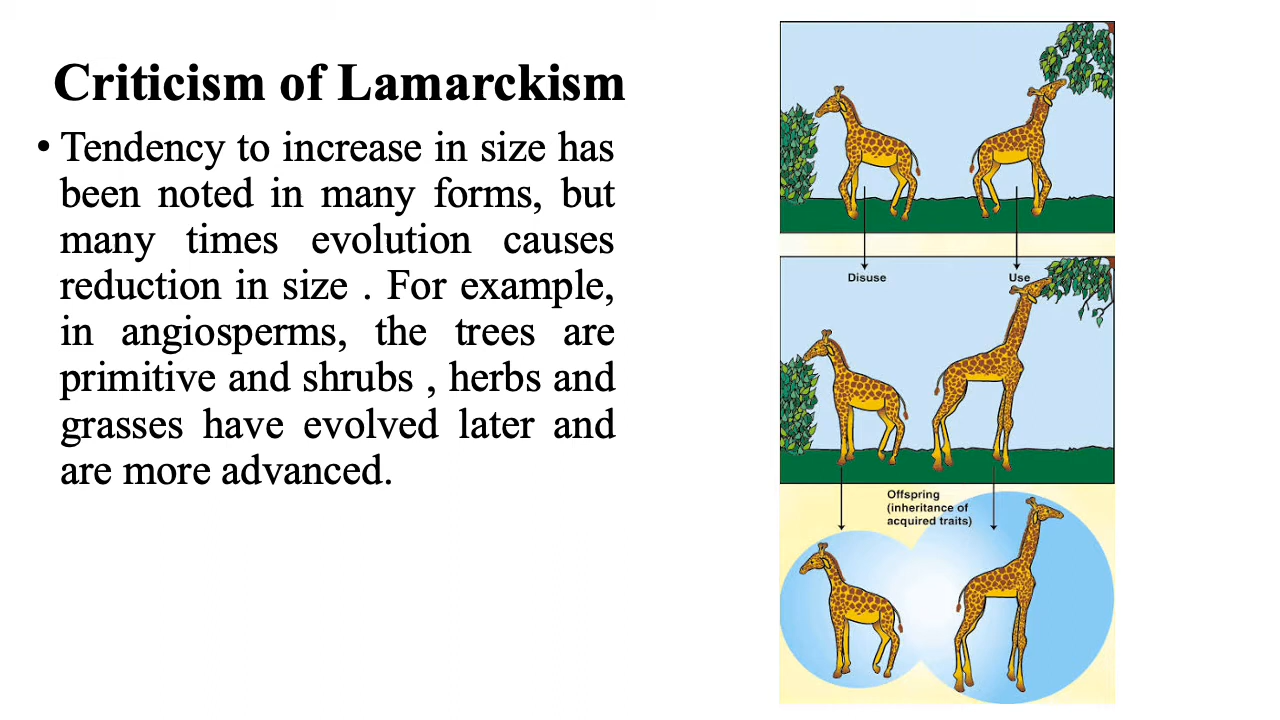 Criticism of Lamarckism
• Tendency to increase in size has
been noted in many forms, but
many times evolution causes
reduction in size . For example,
in angiosperms, the trees are
primitive and shrubs , herbs and
grasses have evolved later and
are more advanced.
Disuse
Use
Offspring
(inheritance of
acquired traits)